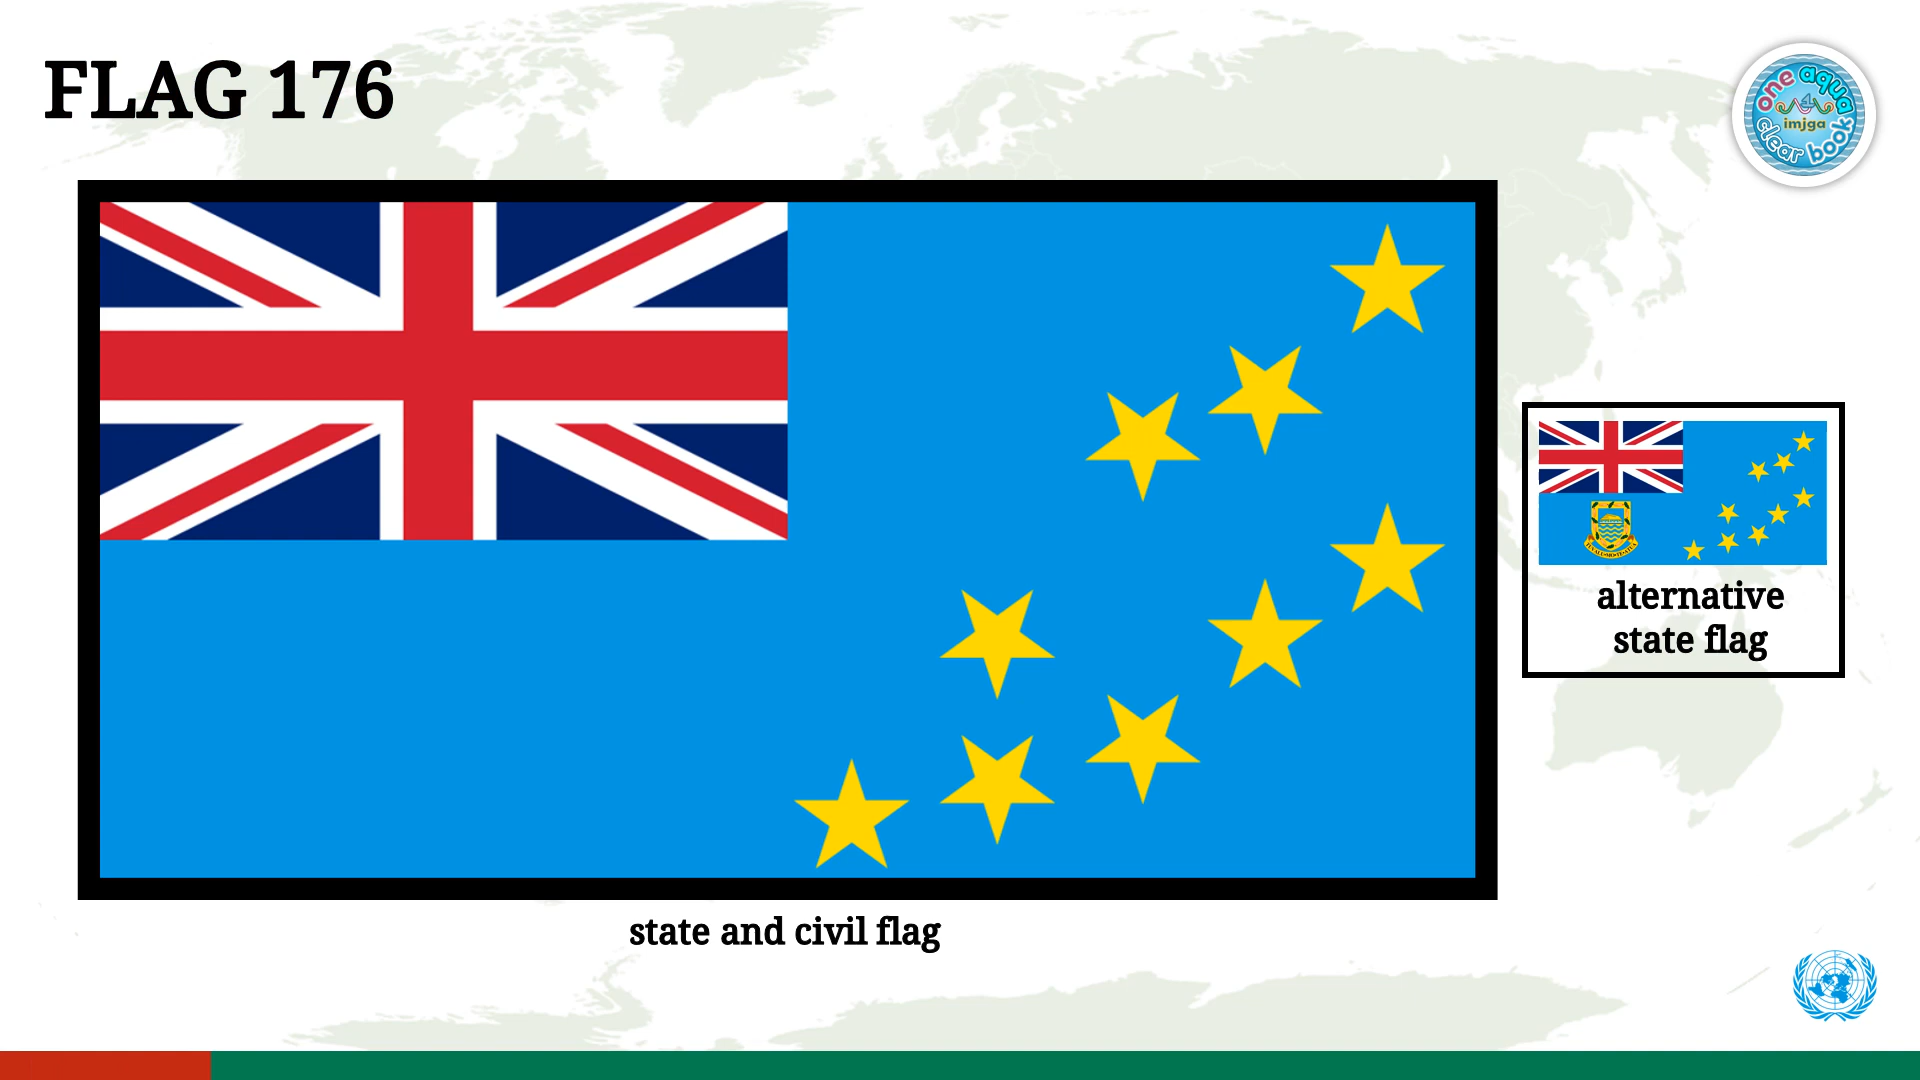 FLAG 176
one aqua
imjga
clear book
alternative
state flag
state and civil flag